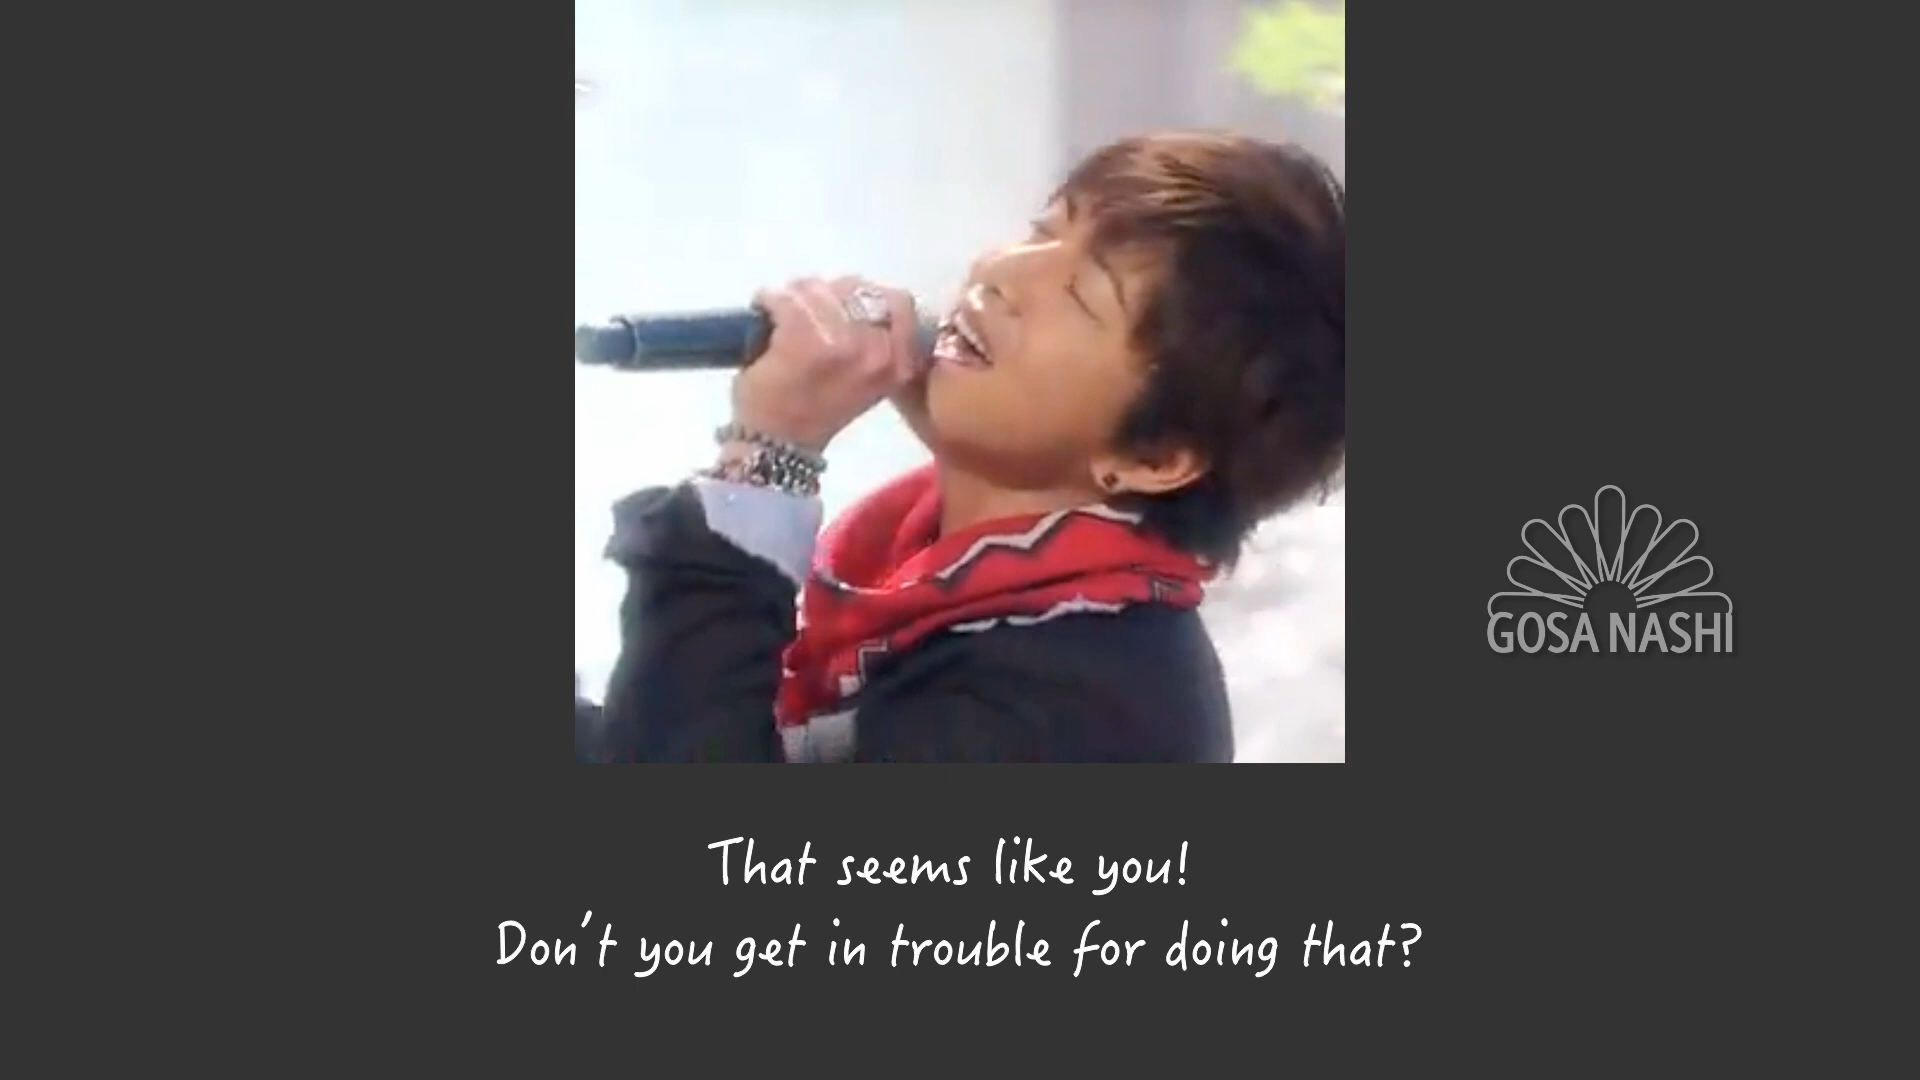 GOSA NASHI
That seems like you!
Don't you get in trouble for doing that?